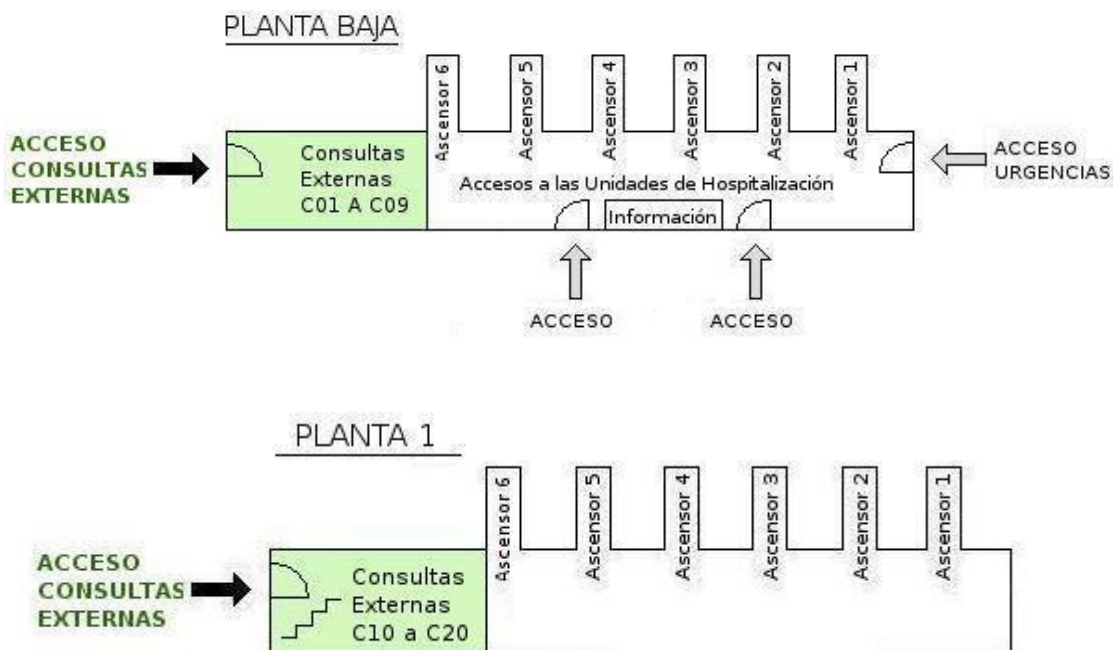 PLANTA BAJA
Ascensor 6
Ascensor 5
Ascensor 4
Ascensor 3
Ascensor 2
Ascensor 1
ACCESO
CONSULTAS
EXTERNAS
Consultas
Externas
C01 A C09
ACCESO
URGENCIAS
Accesos a las Unidades de Hospitalización
Información
ACCESO
ACCESO
PLANTA 1
Ascensor 6
Ascensor 5
Ascensor 4
Ascensor 3
Ascensor 2
Ascensor 1
ACCESO
CONSULTAS
EXTERNAS
Consultas
Externas
C10 a C20